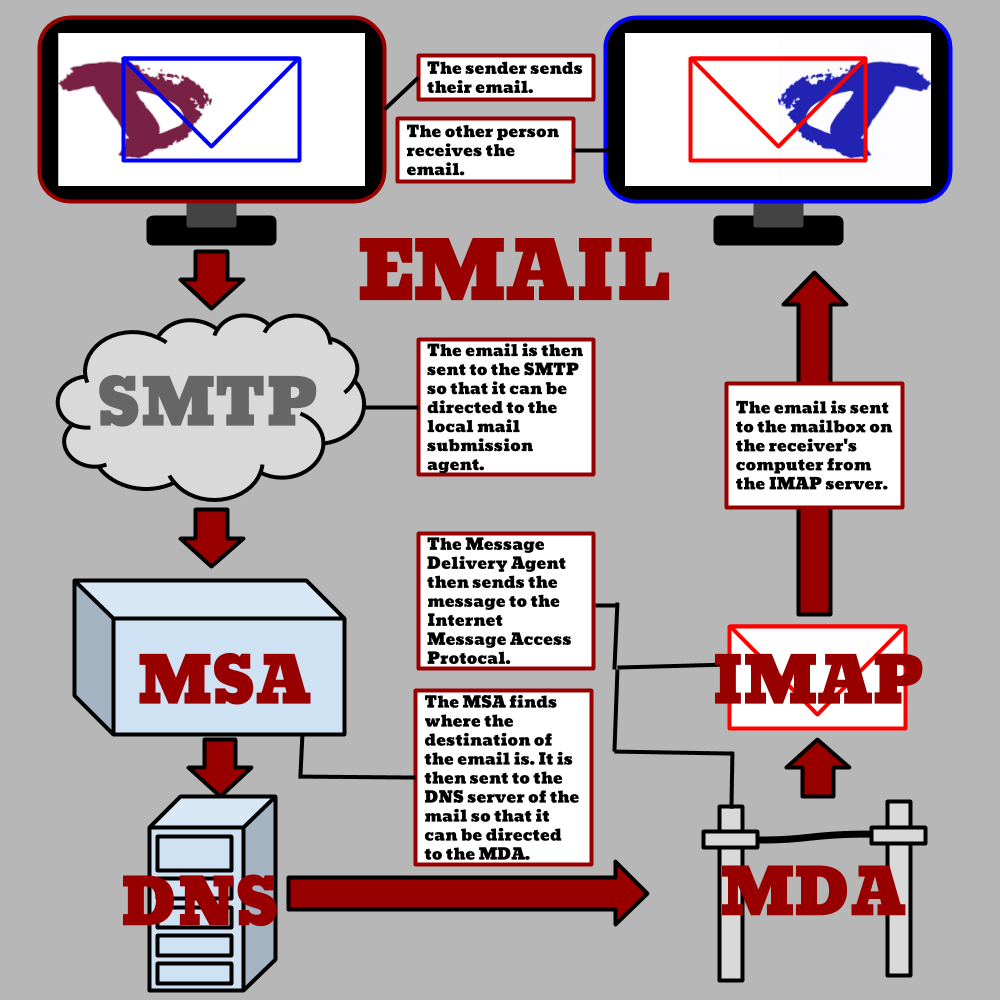 The sender sends
their email.
The other person
receives the
email.
EMAIL
SMTP
The email is then
sent to the SMTP
so that it can be
directed to the
local mail
submission
agent.
The email is sent
to the mailbox on
the receiver's
computer from
the IMAP server.
The Message
Delivery Agent
then sends the
message to the
Internet
Message Access
Protocal.
MSA
IMAP
The MSA finds
where the
destination of
the email is. It is
then sent to the
DNS server of the
mail so that it
can be directed
to the MDA.
DNS
MDA